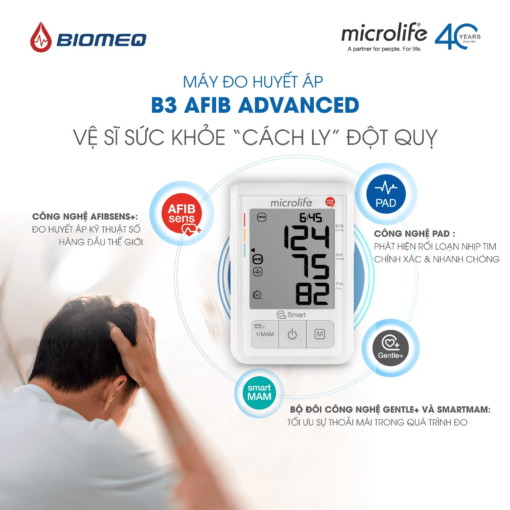 BIOMEQ
microlife®
A partner for people. For life.
40 YEARS
MÁY ĐO HUYẾT ÁP
B3 AFIB ADVANCED
VỆ SĨ SỨC KHỎE “CÁCH LY” ĐỘT QUỴ
AFIB
sens
CÔNG NGHỆ AFIBSENS+:
ĐO HUYẾT ÁP KỸ THUẬT SỐ
HÀNG ĐẦU THẾ GIỚI
microlife
6:45
124
75
82
SYS
DIA
PUL
Smart
1/MAM
M
PAD
CÔNG NGHỆ PAD :
PHÁT HIỆN RỐI LOẠN NHỊP TIM
CHÍNH XÁC & NHANH CHÓNG
Gentle+
smart
MAM
BỘ ĐÔI CÔNG NGHỆ GENTLE+ VÀ SMARTMAM:
TỐI ƯU SỰ THOẢI MÁI TRONG QUÁ TRÌNH ĐO